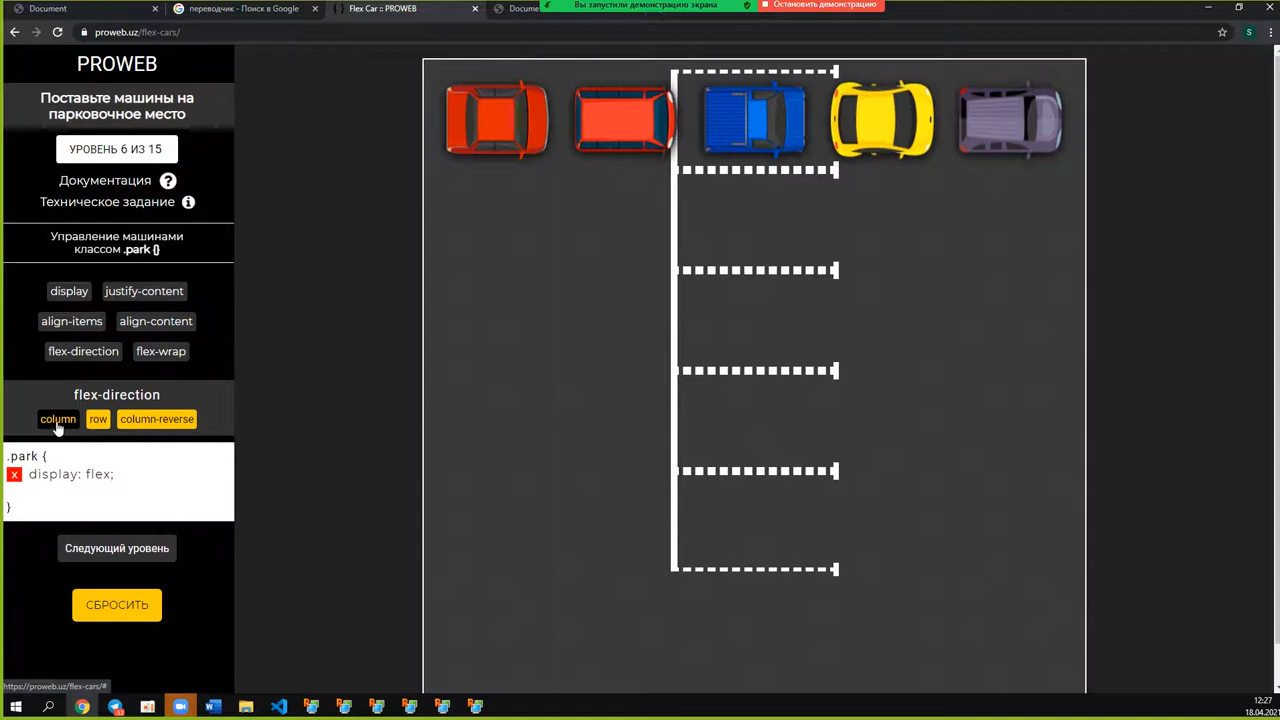 Document
переводчик - Поиск в Google
Flex Car :: PROWEB
Docume
Вы запустили демонстрацию экрана
Остановить демонстрацию
proweb.uz/flex-cars/
S
PROWEB
Поставьте машины на
парковочное место
УРОВЕНЬ 6 ИЗ 15
Документация ?
Техническое задание i
Управление машинами
классом .park {}
display justify-content
align-items align-content
flex-direction flex-wrap
flex-direction
column row column-reverse
.park {
x display: flex;
}
Следующий уровень
СБРОСИТЬ
https://proweb.uz/flex-cars/#
12:27
18.04.2021